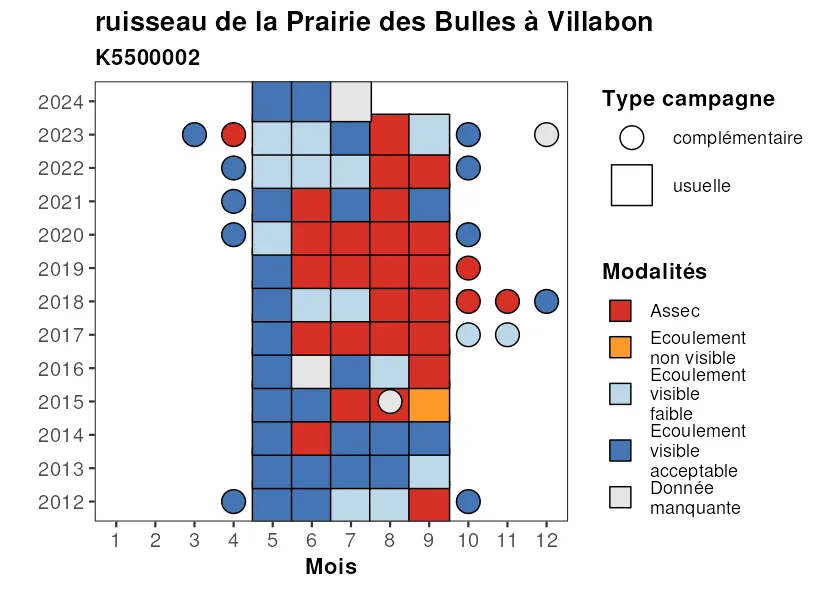 ruisseau de la Prairie des Bulles à Villabon
K5500002
2024
2023
2022
2021
2020
2019
2018
2017
2016
2015
2014
2013
2012
1 2 3 4 5 6 7 8 9 10 11 12
Mois
Type campagne
complémentaire
usuelle
Modalités
Assec
Ecoulement
non visible
Ecoulement
visible
faible
Ecoulement
visible
acceptable
Donnée
manquante